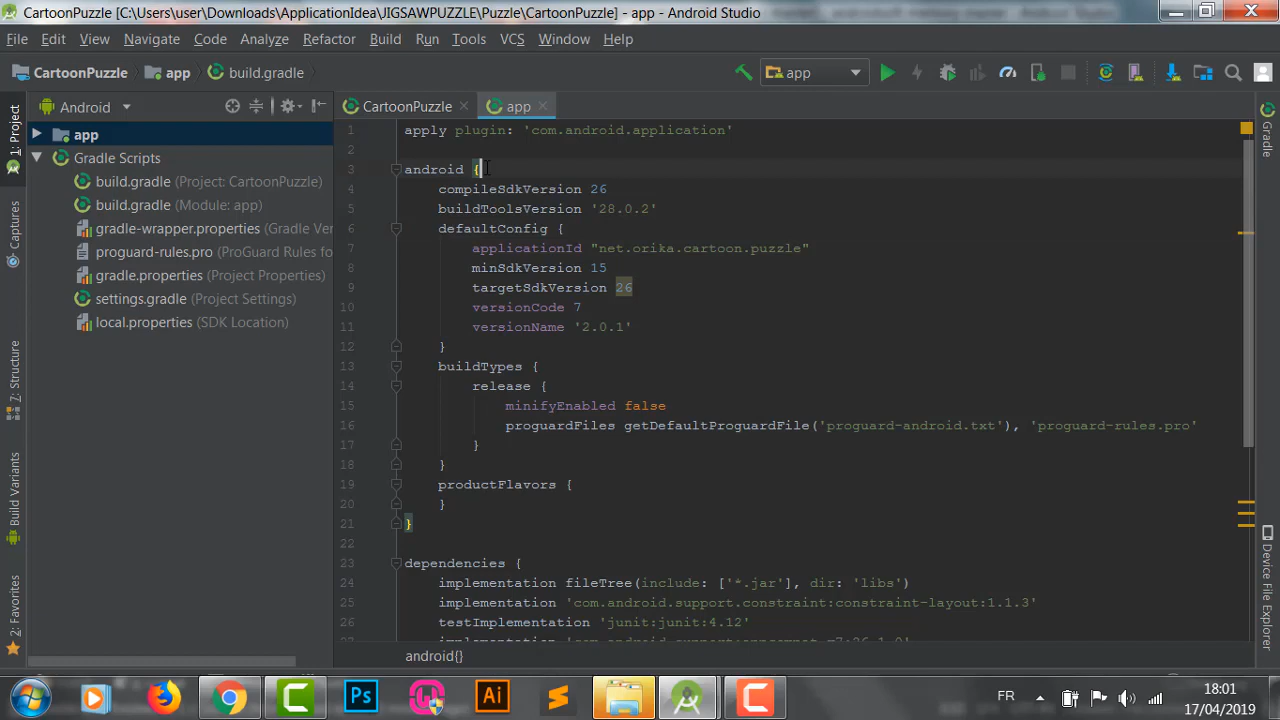 CartoonPuzzle [C:\Users\user\Downloads\ApplicationIdea\JIGSAWPUZZLE\Puzzle\CartoonPuzzle] - app - Android Studio
File Edit View Navigate Code Analyze Refactor Build Run Tools VCS Window Help
CartoonPuzzle app build.gradle app
Android CartoonPuzzle app
1: Project
Captures
7: Structure
Build Variants
2: Favorites
app
Gradle Scripts
build.gradle (Project: CartoonPuzzle)
build.gradle (Module: app)
gradle-wrapper.properties (Gradle Ver
proguard-rules.pro (ProGuard Rules fo
gradle.properties (Project Properties)
settings.gradle (Project Settings)
local.properties (SDK Location)
1 apply plugin: 'com.android.application'
2
3 android {
4 compileSdkVersion 26
5 buildToolsVersion '28.0.2'
6 defaultConfig {
7 applicationId "net.orika.cartoon.puzzle"
8 minSdkVersion 15
9 targetSdkVersion 26
10 versionCode 7
11 versionName '2.0.1'
12 }
13 buildTypes {
14 release {
15 minifyEnabled false
16 proguardFiles getDefaultProguardFile('proguard-android.txt'), 'proguard-rules.pro'
17 }
18 }
19 productFlavors {
20 }
21 }
22
23 dependencies {
24 implementation fileTree(include: ['*.jar'], dir: 'libs')
25 implementation 'com.android.support.constraint:constraint-layout:1.1.3'
26 testImplementation 'junit:junit:4.12'
android{}
Gradle
Device File Explorer
Ps Ai
FR 18:01
17/04/2019